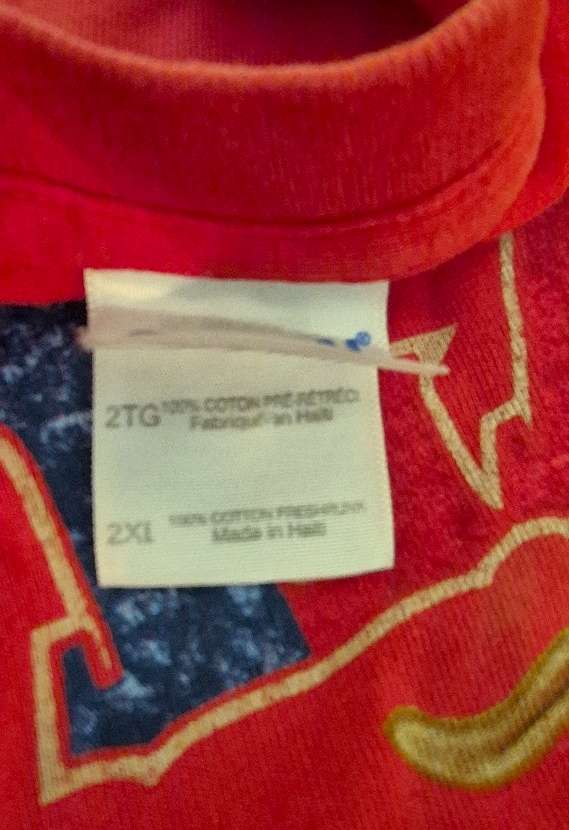 2TG 100% COTON PRÉ-RÉTRÉCI
Fabriqué en Haïti
2XL 100% COTTON PRESHRUNK
Made in Haiti